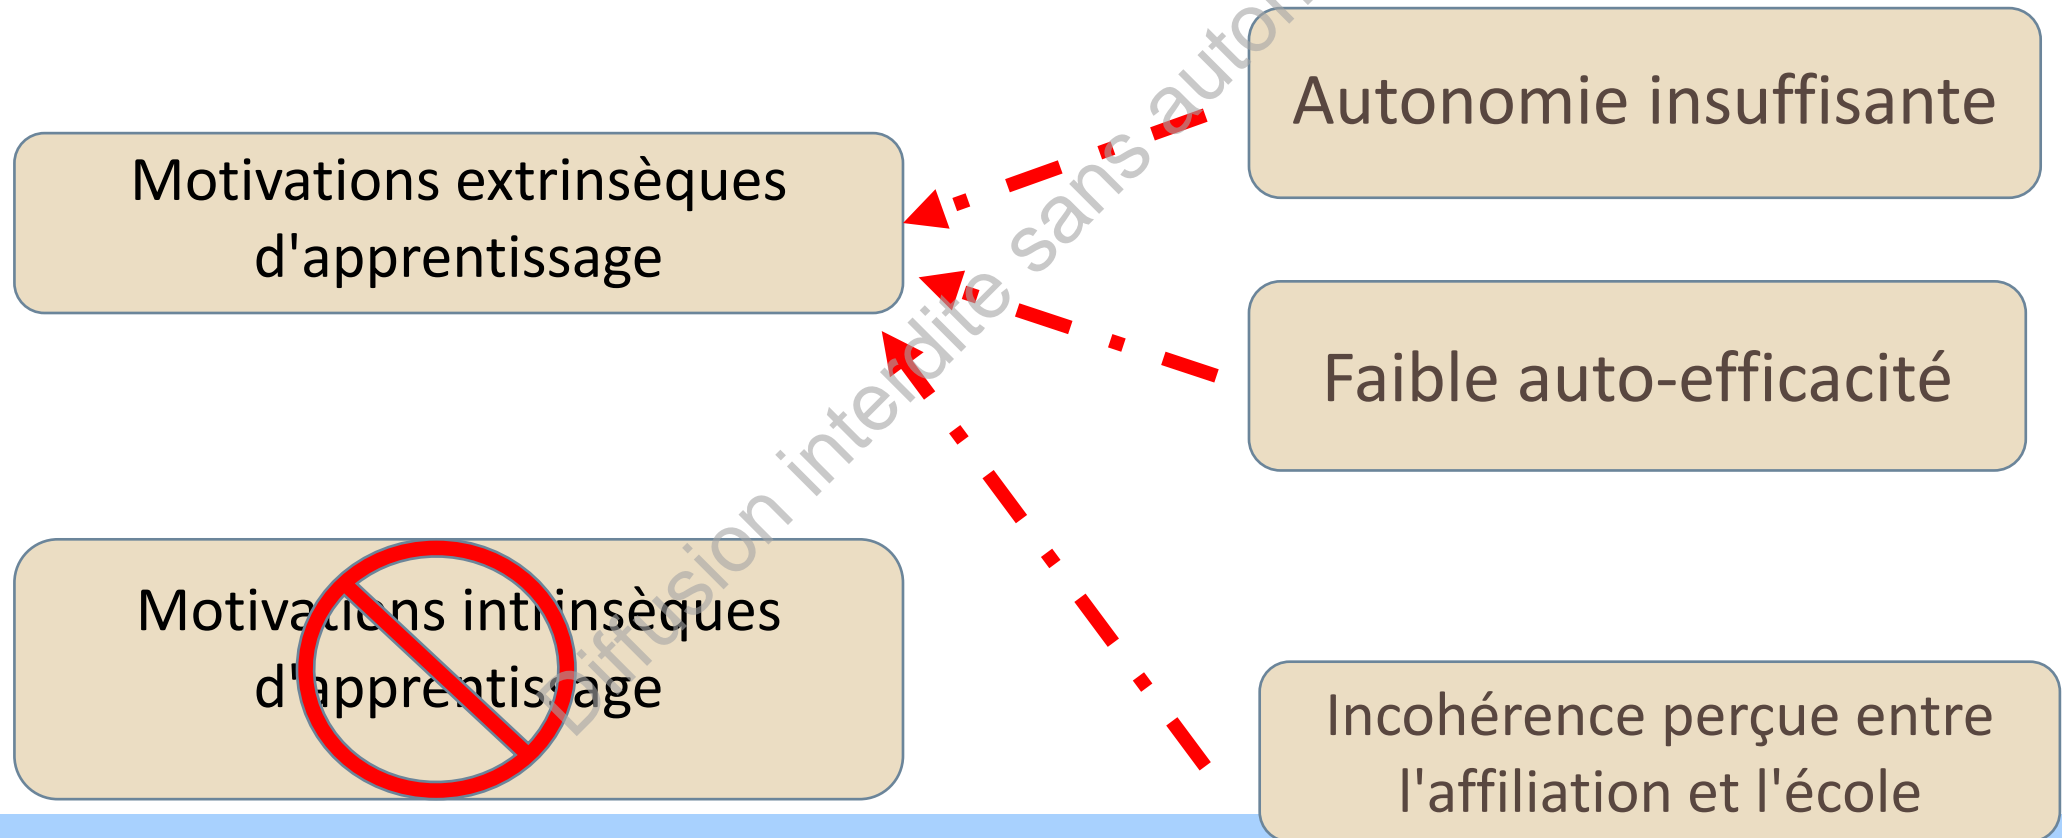 Autonomie insuffisante
Motivations extrinsèques
d'apprentissage
Faible auto-efficacité
Motivations intrinsèques
d'apprentissage
Incohérence perçue entre
l'affiliation et l'école
Diffusion interdite sans